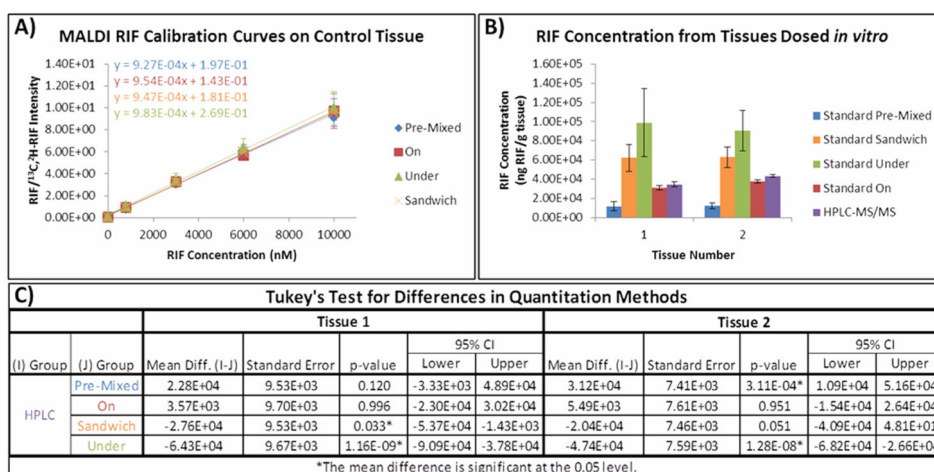 A)
MALDI RIF Calibration Curves on Control Tissue
RIF/¹³C,²H-RIF Intensity
1.40E+01
1.20E+01
1.00E+01
8.00E+00
6.00E+00
4.00E+00
2.00E+00
0.00E+00
y = 9.27E-04x + 1.97E-01
y = 9.54E-04x + 1.43E-01
y = 9.47E-04x + 1.81E-01
y = 9.83E-04x + 2.69E-01
0 2000 4000 6000 8000 10000
RIF Concentration (nM)
Pre-Mixed
On
Under
Sandwich
B)
RIF Concentration from Tissues Dosed in vitro
RIF Concentration
(ng RIF/g tissue)
1.60E+05
1.40E+05
1.20E+05
1.00E+05
8.00E+04
6.00E+04
4.00E+04
2.00E+04
0.00E+00
1 2
Tissue Number
Standard Pre-Mixed
Standard Sandwich
Standard Under
Standard On
HPLC-MS/MS
C)
Tukey's Test for Differences in Quantitation Methods
Tissue 1 Tissue 2
95% CI 95% CI
(I) Group (J) Group Mean Diff. (I-J) Standard Error p-value Lower Upper Mean Diff. (I-J) Standard Error p-value Lower Upper
HPLC
Pre-Mixed 2.28E+04 9.53E+03 0.120 -3.33E+03 4.89E+04 3.12E+04 7.41E+03 3.11E-04* 1.09E+04 5.16E+04
On 3.57E+03 9.70E+03 0.996 -2.30E+04 3.02E+04 5.49E+03 7.61E+03 0.951 -1.54E+04 2.64E+04
Sandwich -2.76E+04 9.53E+03 0.033* -5.37E+04 -1.43E+03 -2.04E+04 7.46E+03 0.051 -4.09E+04 4.81E+01
Under -6.43E+04 9.67E+03 1.16E-09* -9.09E+04 -3.78E+04 -4.74E+04 7.59E+03 1.28E-08* -6.82E+04 -2.66E+04
*The mean difference is significant at the 0.05 level.